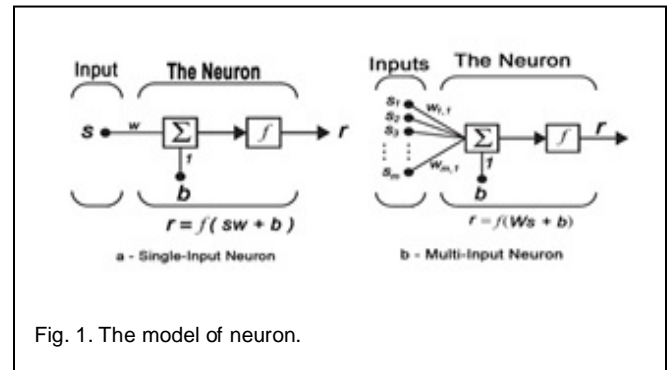 Input The Neuron
s w Σ f r
1
b
r = f ( sw + b )
a - Single-Input Neuron
Inputs The Neuron
s1 w1,1
s2
s3
Σ f r
sm wm,1 1
b
r = f(Ws + b)
b - Multi-Input Neuron
Fig. 1. The model of neuron.